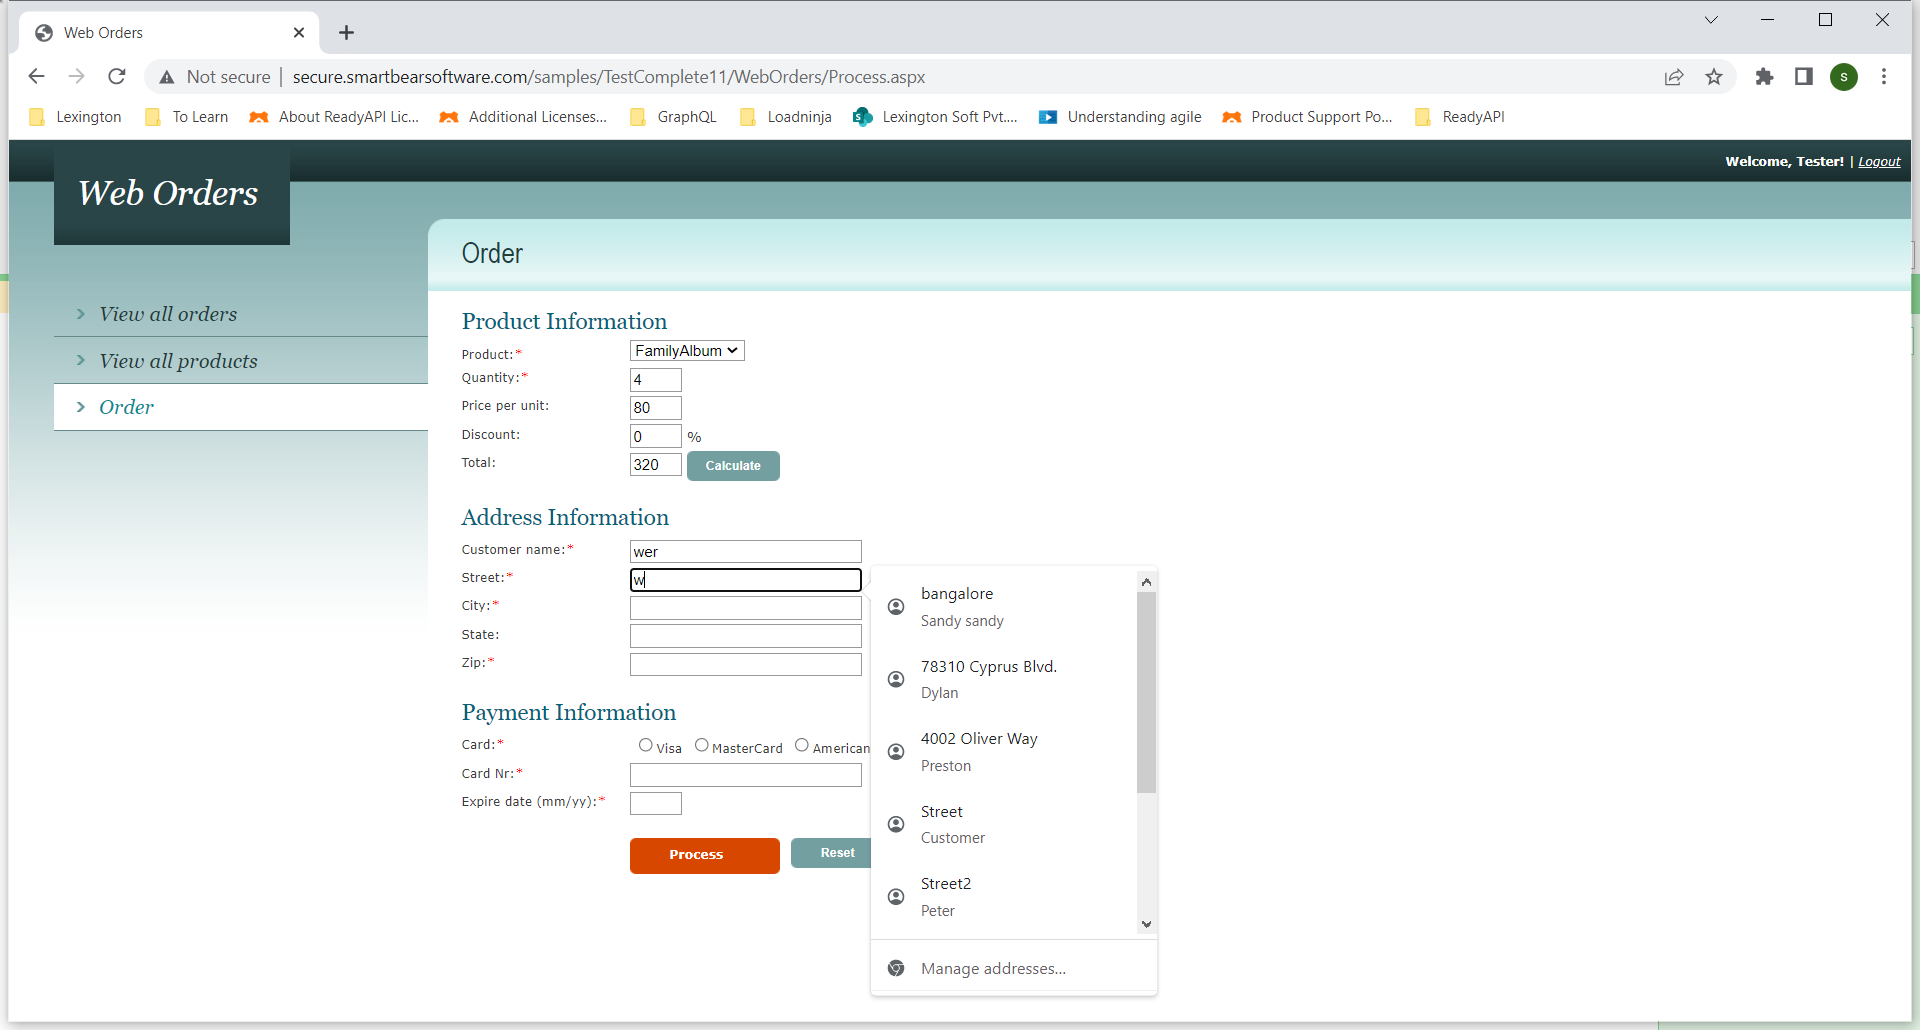 Web Orders
Not secure | secure.smartbearsoftware.com/samples/TestComplete11/WebOrders/Process.aspx
S
Lexington
To Learn
About ReadyAPI Lic...
Additional Licenses...
GraphQL
Loadninja
Lexington Soft Pvt....
Understanding agile
Product Support Po...
ReadyAPI
Welcome, Tester! | Logout
Web Orders
View all orders
View all products
Order
Order
Product Information
Product:* FamilyAlbum
Quantity:* 4
Price per unit: 80
Discount: 0 %
Total: 320 Calculate
Address Information
Customer name:* wer
Street:* w
City:*
State:
Zip:*
Payment Information
Card:* Visa MasterCard American
Card Nr:*
Expire date (mm/yy):*
Process Reset
bangalore
Sandy sandy
78310 Cyprus Blvd.
Dylan
4002 Oliver Way
Preston
Street
Customer
Street2
Peter
Manage addresses...